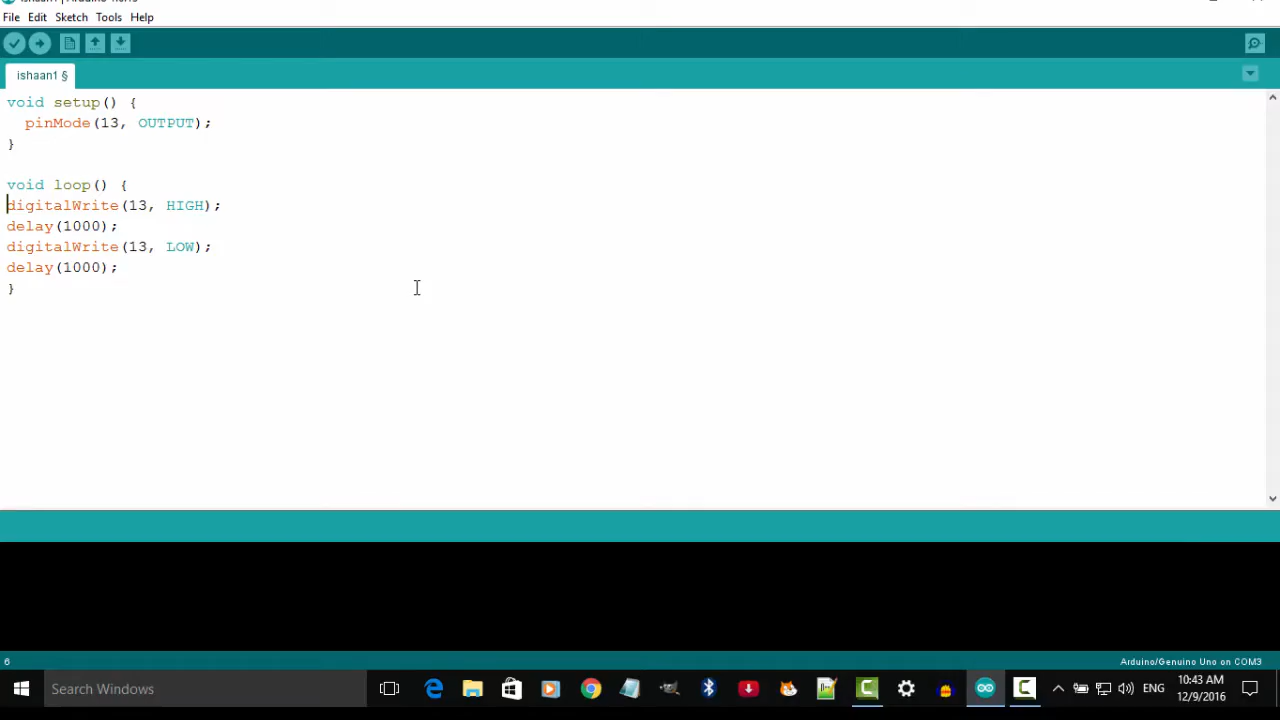 File Edit Sketch Tools Help
ishaan1 §
void setup() {
  pinMode(13, OUTPUT);
}
void loop() {
digitalWrite(13, HIGH);
delay(1000);
digitalWrite(13, LOW);
delay(1000);
}
6
Arduino/Genuino Uno on COM3
Search Windows
ENG
10:43 AM
12/9/2016